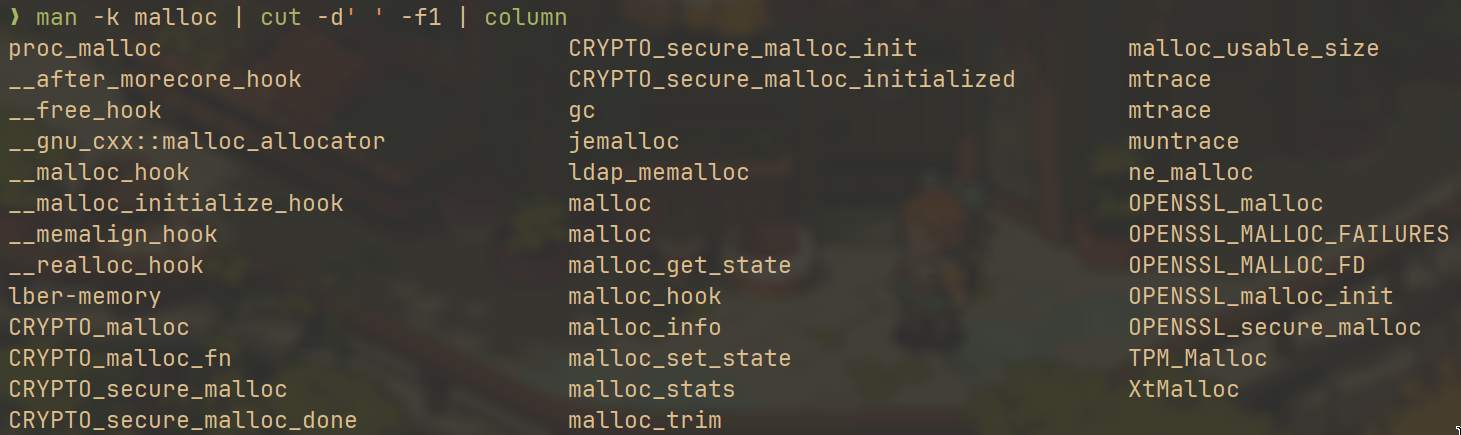 ❯ man -k malloc | cut -d' ' -f1 | column
proc_malloc CRYPTO_secure_malloc_init malloc_usable_size
__after_morecore_hook CRYPTO_secure_malloc_initialized mtrace
__free_hook gc mtrace
__gnu_cxx::malloc_allocator jemalloc muntrace
__malloc_hook ldap_memalloc ne_malloc
__malloc_initialize_hook malloc OPENSSL_malloc
__memalign_hook malloc OPENSSL_MALLOC_FAILURES
__realloc_hook malloc_get_state OPENSSL_MALLOC_FD
lber-memory malloc_hook OPENSSL_malloc_init
CRYPTO_malloc malloc_info OPENSSL_secure_malloc
CRYPTO_malloc_fn malloc_set_state TPM_Malloc
CRYPTO_secure_malloc malloc_stats XtMalloc
CRYPTO_secure_malloc_done malloc_trim